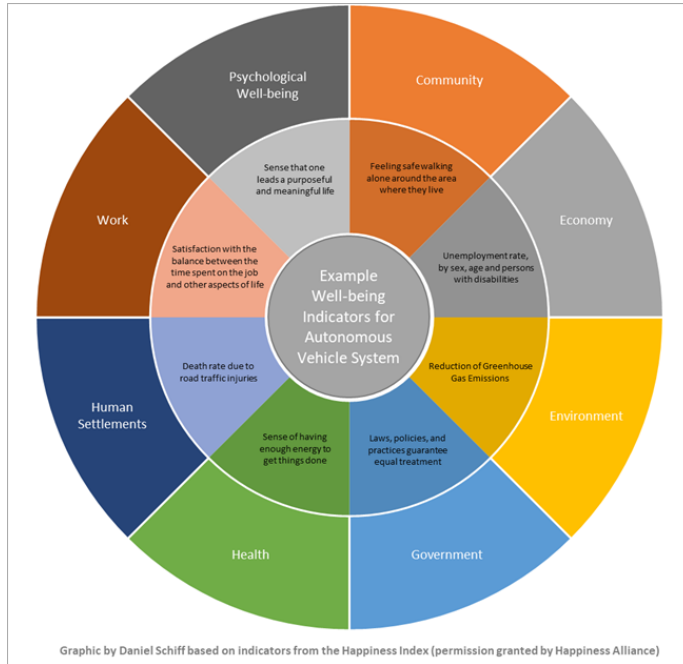 Psychological
Well-being
Community
Sense that one
leads a purposeful
and meaningful life
Feeling safe walking
alone around the area
where they live
Work
Economy
Satisfaction with the
balance between the
time spent on the job
and other aspects of life
Unemployment rate,
by sex, age and persons
with disabilities
Example
Well-being
Indicators for
Autonomous
Vehicle System
Death rate due to
road traffic injuries
Reduction of Greenhouse
Gas Emissions
Human
Settlements
Environment
Sense of having
enough energy to
get things done
Laws, policies, and
practices guarantee
equal treatment
Health
Government
Graphic by Daniel Schiff based on indicators from the Happiness Index (permission granted by Happiness Alliance)